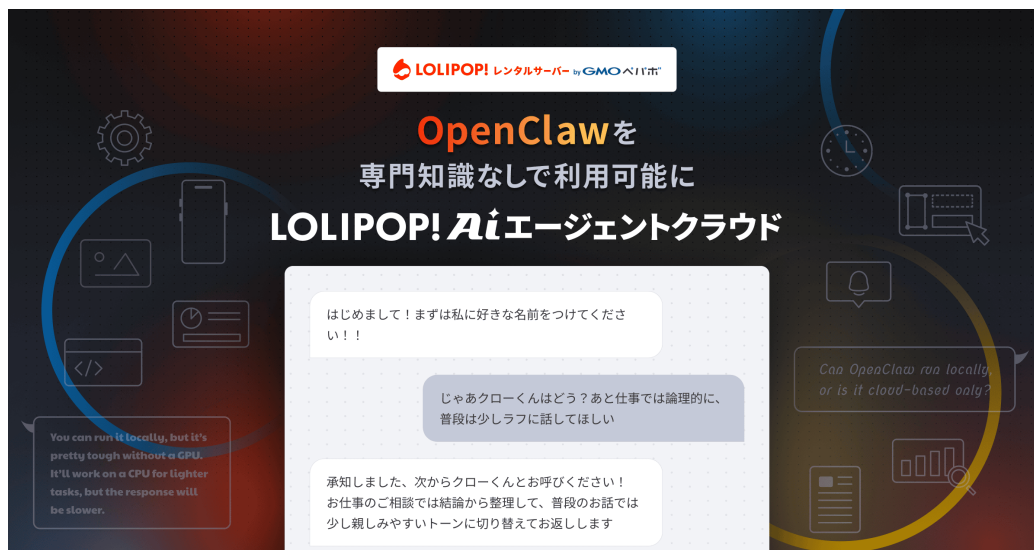 LOLIPOP! レンタルサーバー by GMOペパボ
OpenClawを
専門知識なしで利用可能に
LOLIPOP! Aiエージェントクラウド
はじめまして！まずは私に好きな名前をつけてくださ
い！！
じゃあクローくんはどう？あと仕事では論理的に、
普段は少しラフに話してほしい
承知しました、次からクローくんとお呼びください！
お仕事のご相談では結論から整理して、普段のお話では
少し親しみやすいトーンに切り替えてお返しします
</>
You can run it locally, but it's
pretty tough without a GPU.
It'll work on a CPU for lighter
tasks, but the response will
be slower.
Can OpenClaw run locally,
or is it cloud-based only?